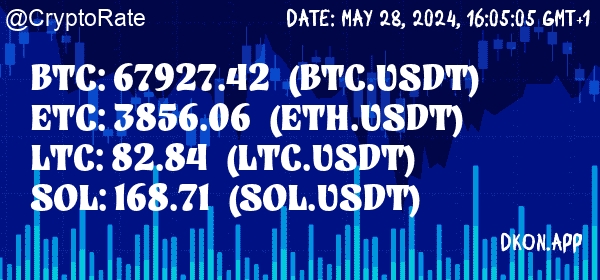 @CryptoRate
DATE: MAY 28, 2024, 16:05:05 GMT+1
BTC: 67927.42 (BTC.USDT)
ETC: 3856.06 (ETH.USDT)
LTC: 82.84 (LTC.USDT)
SOL: 168.71 (SOL.USDT)
DKON.APP